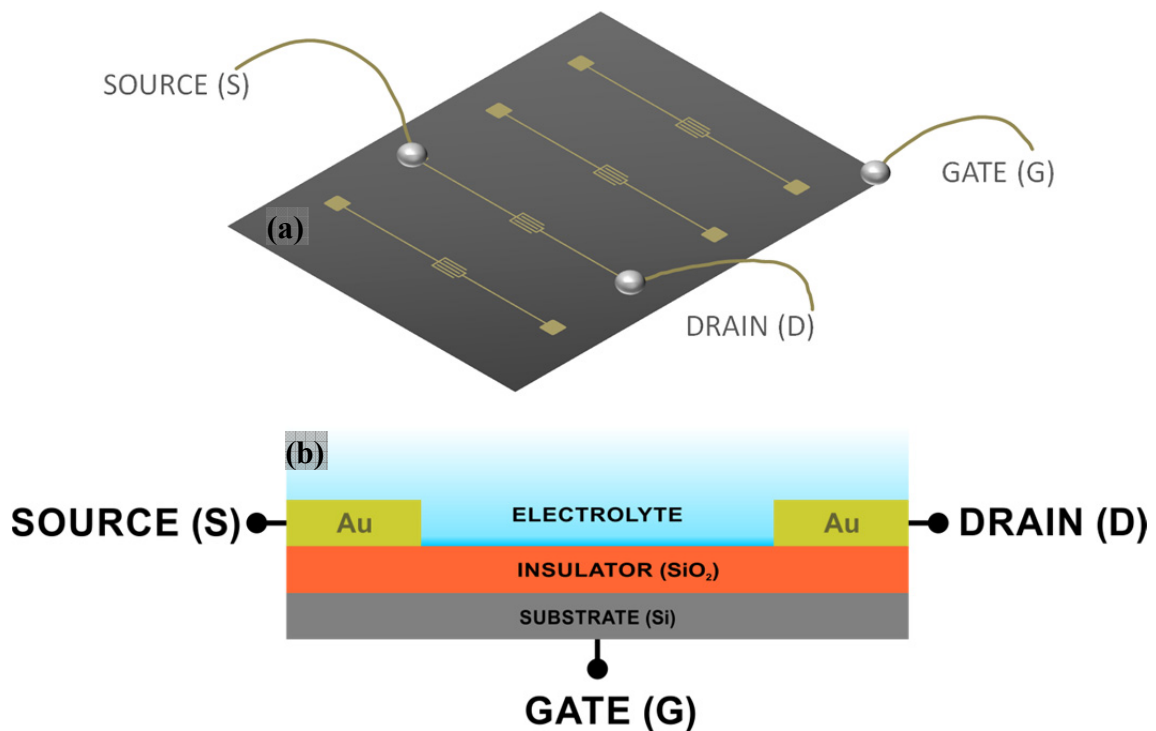 SOURCE (S)
GATE (G)
(a)
DRAIN (D)
(b)
SOURCE (S)
Au
ELECTROLYTE
Au
DRAIN (D)
INSULATOR (SiO₂)
SUBSTRATE (Si)
GATE (G)